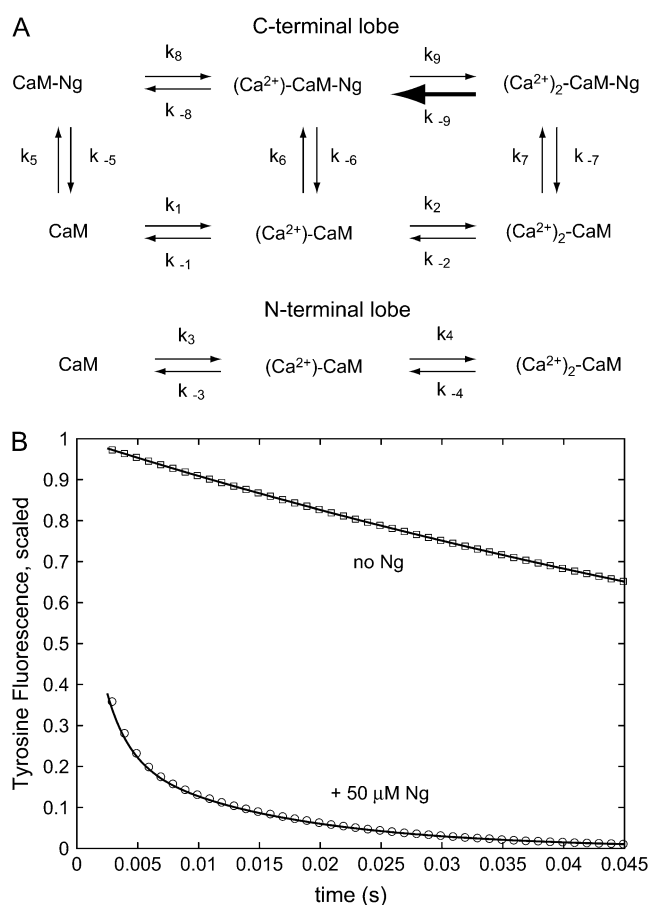 A
C-terminal lobe
k8 k9
CaM-Ng (Ca2+)-CaM-Ng (Ca2+)2-CaM-Ng
k-8 k-9
k5 k-5 k6 k-6 k7 k-7
k1 k2
CaM (Ca2+)-CaM (Ca2+)2-CaM
k-1 k-2
N-terminal lobe
k3 k4
CaM (Ca2+)-CaM (Ca2+)2-CaM
k-3 k-4
B
1
0.9
0.8
0.7
0.6
0.5
0.4
0.3
0.2
0.1
0
Tyrosine Fluorescence, scaled
no Ng
+ 50 μM Ng
0 0.005 0.01 0.015 0.02 0.025 0.03 0.035 0.04 0.045
time (s)